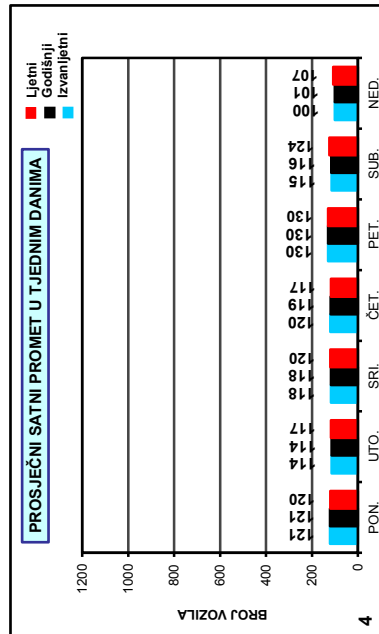 PROSJEČNI SATNI PROMET U TJEDNIM DANIMA
Ljetni
Godišnji
Izvanljetni
BROJ VOZILA
1200
1000
800
600
400
200
0
121 121 120
114 114 117
118 118 120
120 119 117
130 130 130
115 116 124
100 101 107
PON. UTO. SRI. ČET. PET. SUB. NED.
4